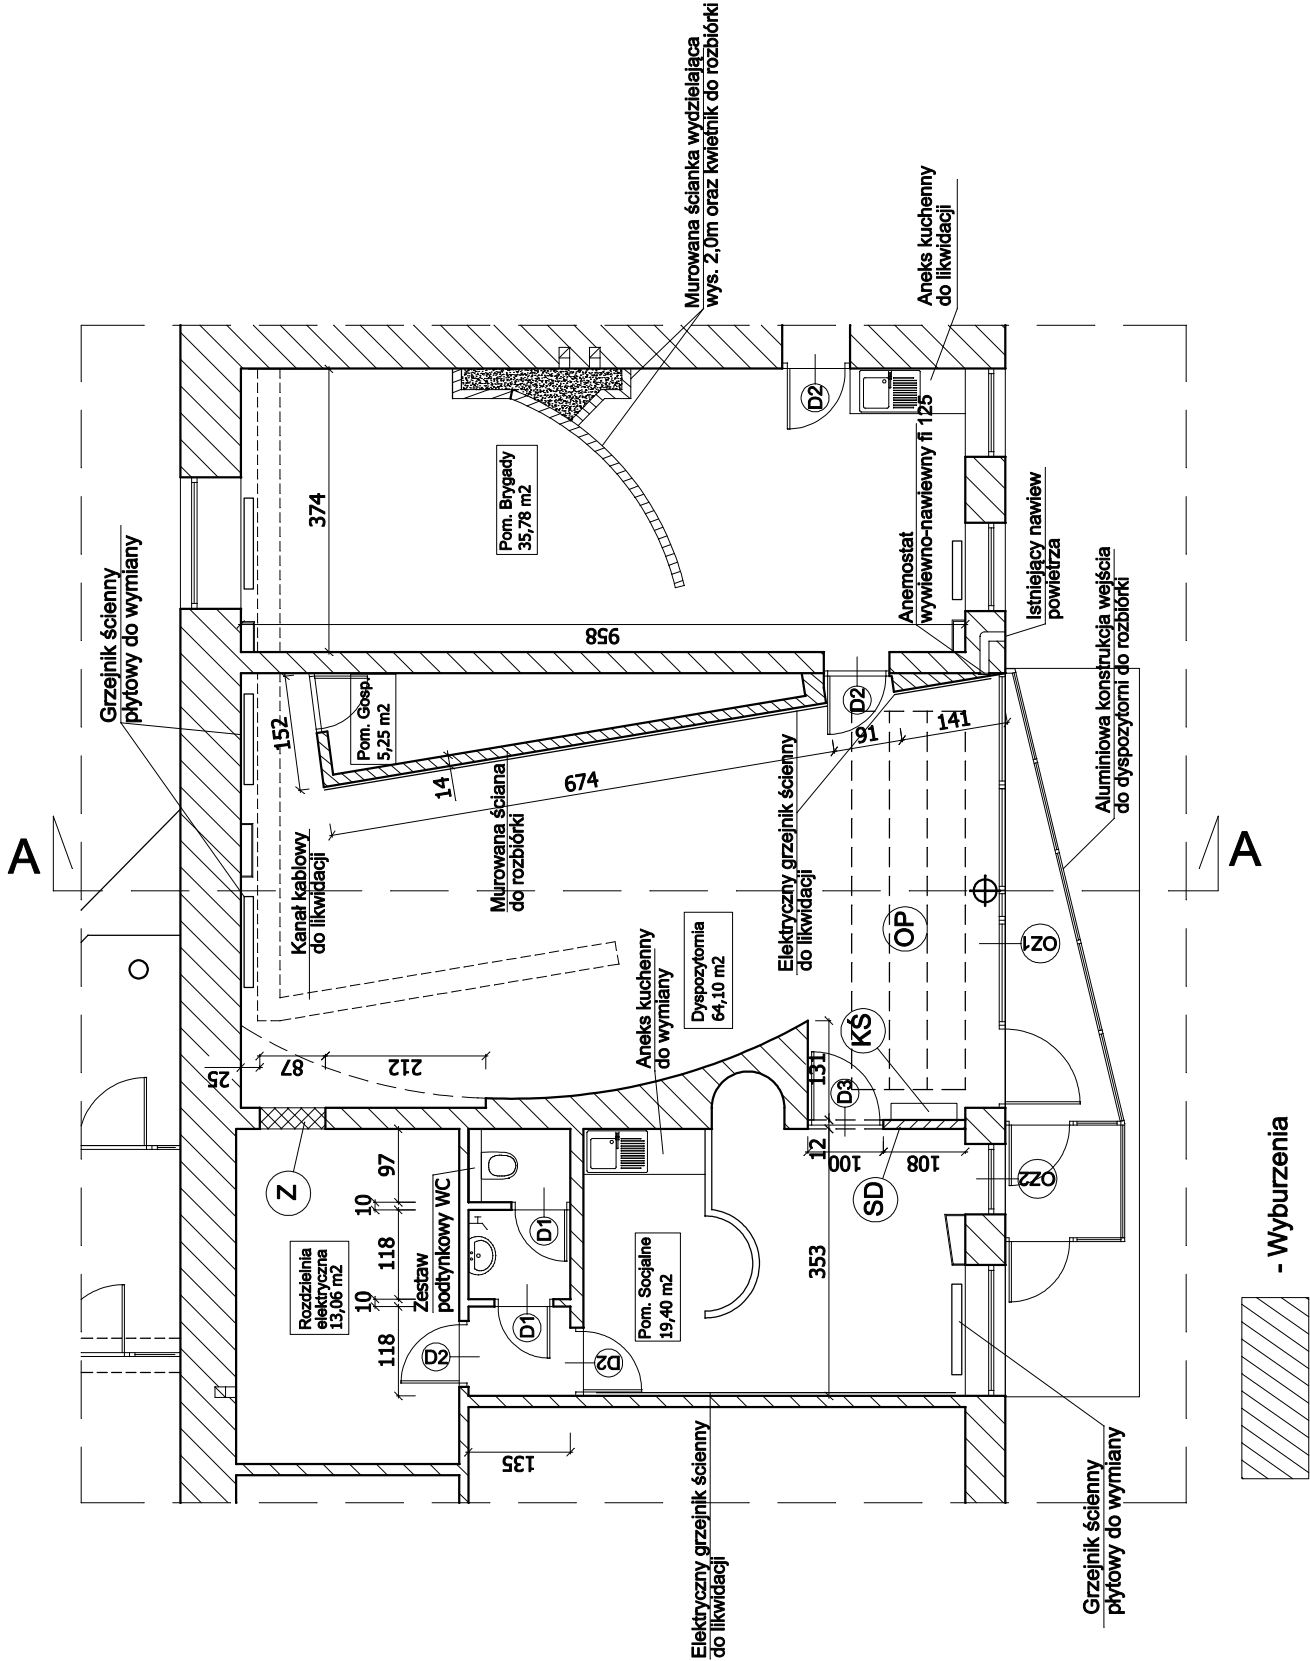 Murowana ścianka wydzielająca
wys. 2,0m oraz kwietnik do rozbiórki
Aneks kuchenny
do likwidacji
Grzejnik ścienny
płytowy do wymiany
374
Pom. Brygady
35,78 m2
D2
958
Anemostat
wywiewno-nawiewny fi 125
Istniejący nawiew
powietrza
Aluminiowa konstrukcja wejścia
do dyspozytorni do rozbiórki
A
A
152
Pom. Gosp.
5,25 m2
14
674
D2
91
141
Kanał kablowy
do likwidacji
Murowana ściana
do rozbiórki
Elektryczny grzejnik ścienny
do likwidacji
Dyspozytornia
64,10 m2
OP
OZ1
Aneks kuchenny
do wymiany
KŚ
25
87
212
131
D3
12
100
108
SD
OZ2
Z
97
10
118
10
118
Zestaw
podtynkowy WC
D1
D1
D2
D2
Rozdzielnia
elektryczna
13,06 m2
Pom. Socjalne
19,40 m2
353
135
Elektryczny grzejnik ścienny
do likwidacji
Grzejnik ścienny
płytowy do wymiany
- Wyburzenia